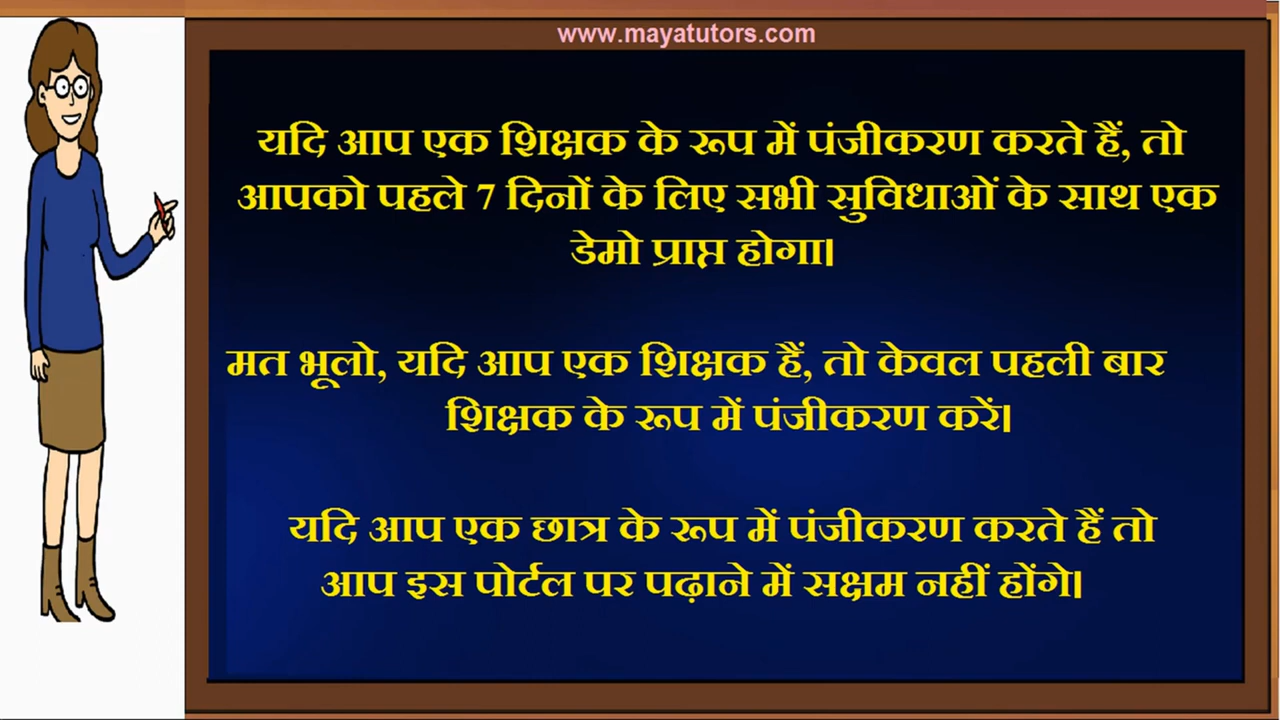 www.mayatutors.com
यदि आप एक शिक्षक के रूप में पंजीकरण करते हैं, तो
आपको पहले 7 दिनों के लिए सभी सुविधाओं के साथ एक
डेमो प्राप्त होगा।
मत भूलो, यदि आप एक शिक्षक हैं, तो केवल पहली बार
शिक्षक के रूप में पंजीकरण करें।
यदि आप एक छात्र के रूप में पंजीकरण करते हैं तो
आप इस पोर्टल पर पढ़ाने में सक्षम नहीं होंगे।